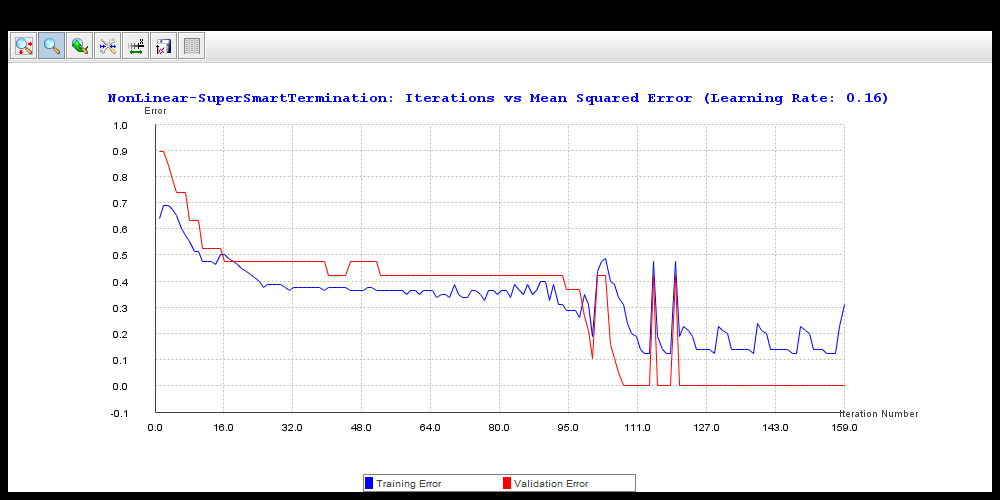 NonLinear-SuperSmartTermination: Iterations vs Mean Squared Error (Learning Rate: 0.16)
Error
1.0
0.9
0.8
0.7
0.6
0.5
0.4
0.3
0.2
0.1
0.0
-0.1
Iteration Number
0.0 16.0 32.0 48.0 64.0 80.0 95.0 111.0 127.0 143.0 159.0
Training Error Validation Error